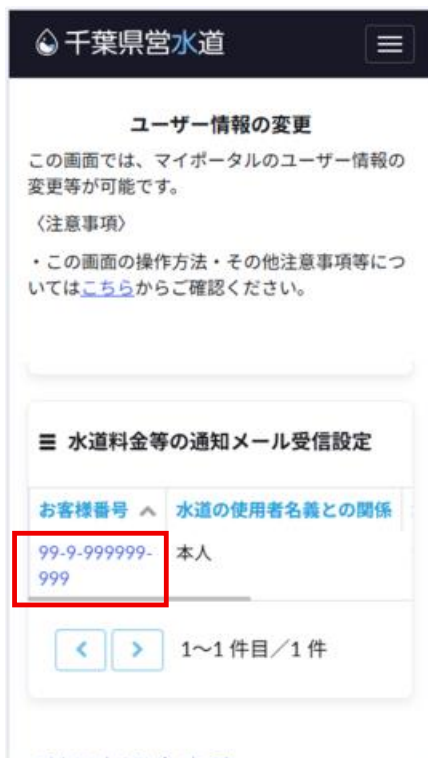 千葉県営水道
ユーザー情報の変更
この画面では、マイポータルのユーザー情報の
変更等が可能です。
〈注意事項〉
・この画面の操作方法・その他注意事項等につ
いてはこちらからご確認ください。
水道料金等の通知メール受信設定
お客様番号 水道の使用者名義との関係
99-9-999999- 本人
999
1～1 件目／1 件